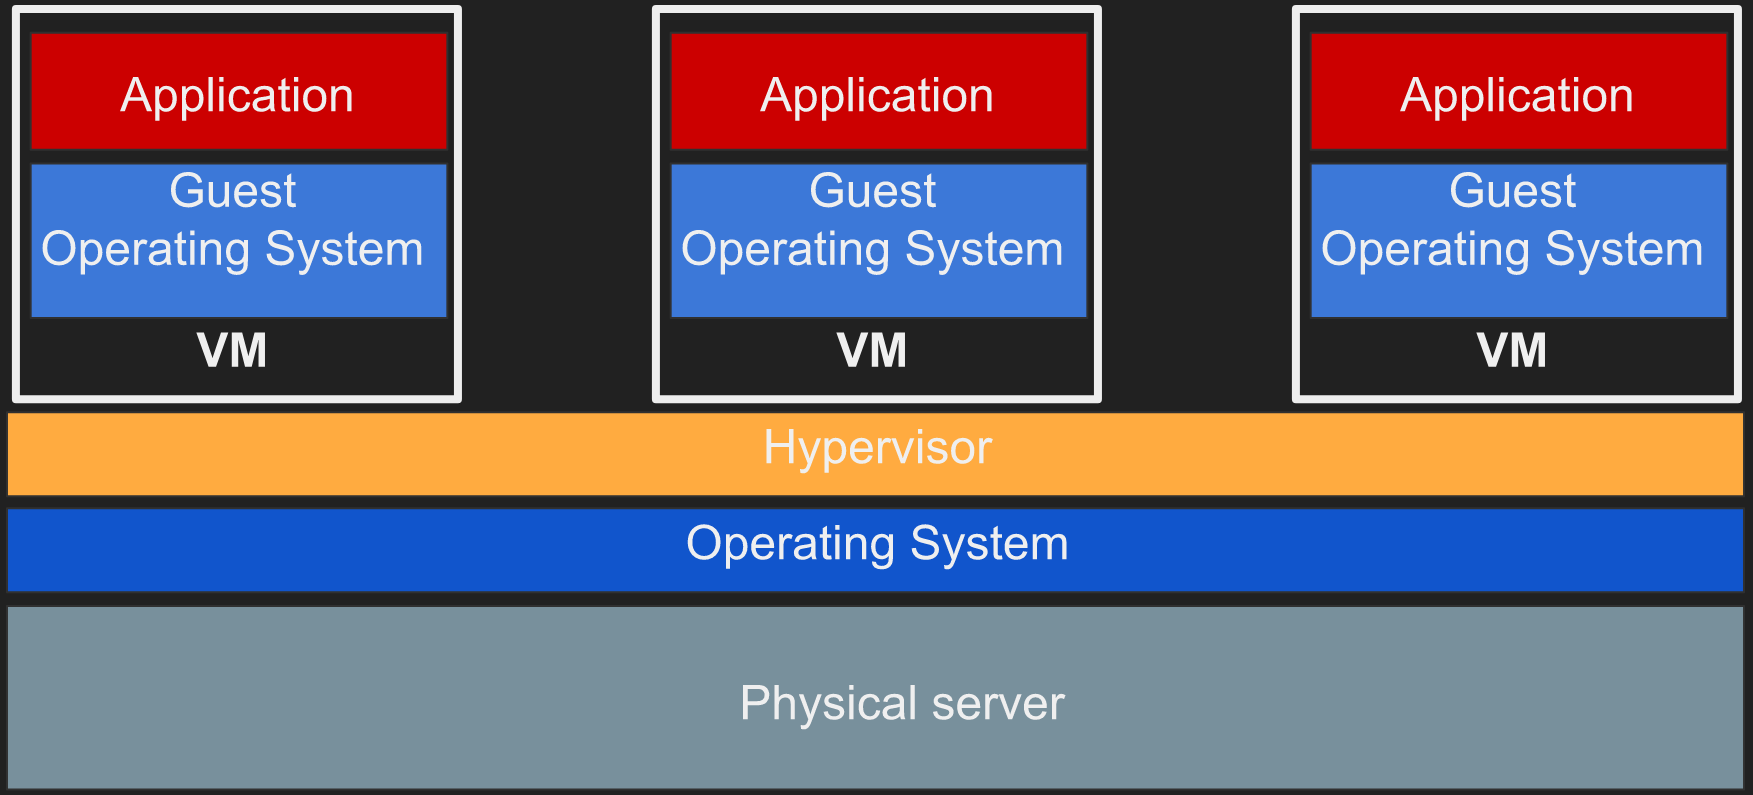 Application
Application
Application
Guest
Operating System
Guest
Operating System
Guest
Operating System
VM
VM
VM
Hypervisor
Operating System
Physical server